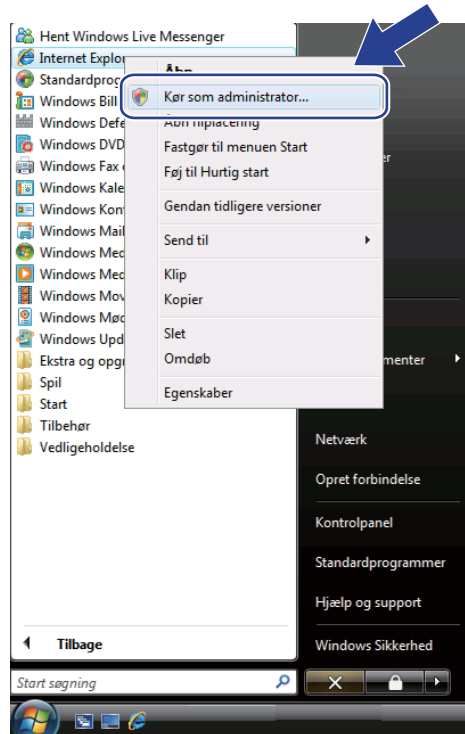 Hent Windows Live Messenger
Internet Explor
Standardprog
Windows Bill
Windows Defe
Windows DVD
Windows Fax
Windows Kale
Windows Kon
Windows Mail
Windows Med
Windows Med
Windows Mov
Windows Mød
Windows Upd
Ekstra og opg
Spil
Start
Tilbehør
Vedligeholdelse
Tilbage
Start søgning
Åbn
Kør som administrator...
Åbn filplacering
Fastgør til menuen Start
Føj til Hurtig start
Gendan tidligere versioner
Send til
Klip
Kopier
Slet
Omdøb
Egenskaber
er
menter
Netværk
Opret forbindelse
Kontrolpanel
Standardprogrammer
Hjælp og support
Windows Sikkerhed